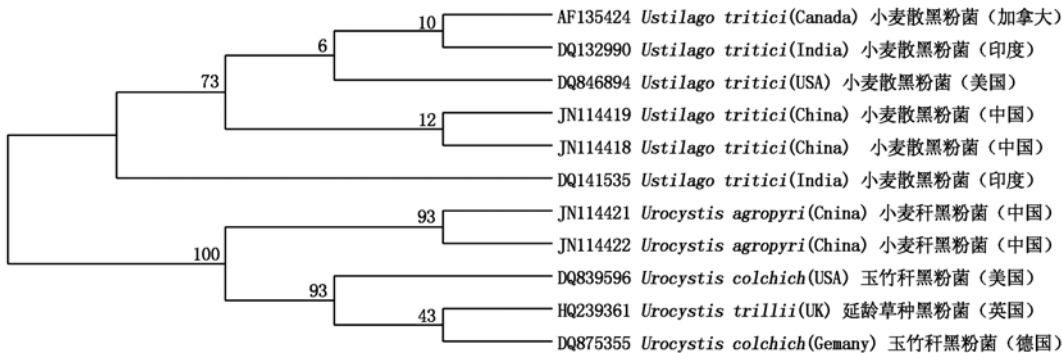 10 AF135424 Ustilago tritici(Canada) 小麦散黑粉菌（加拿大）
6 DQ132990 Ustilago tritici(India) 小麦散黑粉菌（印度）
73 DQ846894 Ustilago tritici(USA) 小麦散黑粉菌（美国）
12 JN114419 Ustilago tritici(China) 小麦散黑粉菌（中国）
JN114418 Ustilago tritici(China) 小麦散黑粉菌（中国）
DQ141535 Ustilago tritici(India) 小麦散黑粉菌（印度）
93 JN114421 Urocystis agropyri(Cnina) 小麦秆黑粉菌（中国）
100 JN114422 Urocystis agropyri(China) 小麦秆黑粉菌（中国）
93 DQ839596 Urocystis colchich(USA) 玉竹秆黑粉菌（美国）
43 HQ239361 Urocystis trillii(UK) 延龄草种黑粉菌（英国）
DQ875355 Urocystis colchich(Gemany) 玉竹秆黑粉菌（德国）